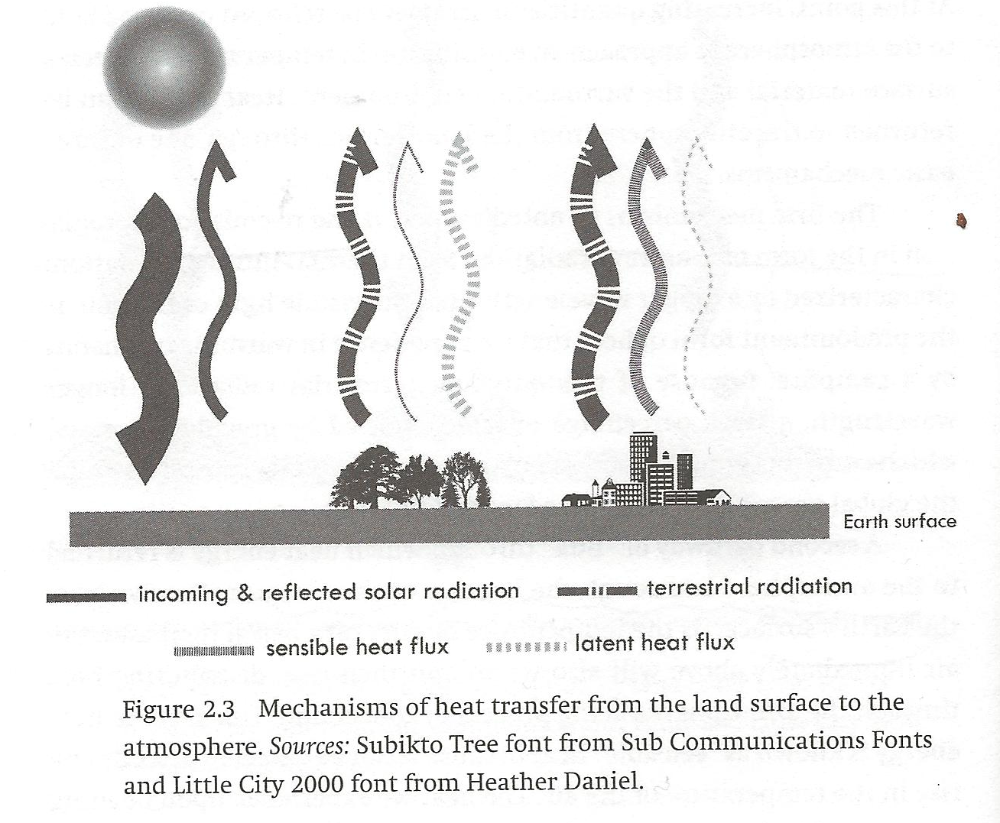 Earth surface
incoming & reflected solar radiation
terrestrial radiation
sensible heat flux
latent heat flux
Figure 2.3 Mechanisms of heat transfer from the land surface to the
atmosphere. Sources: Subikto Tree font from Sub Communications Fonts
and Little City 2000 font from Heather Daniel.